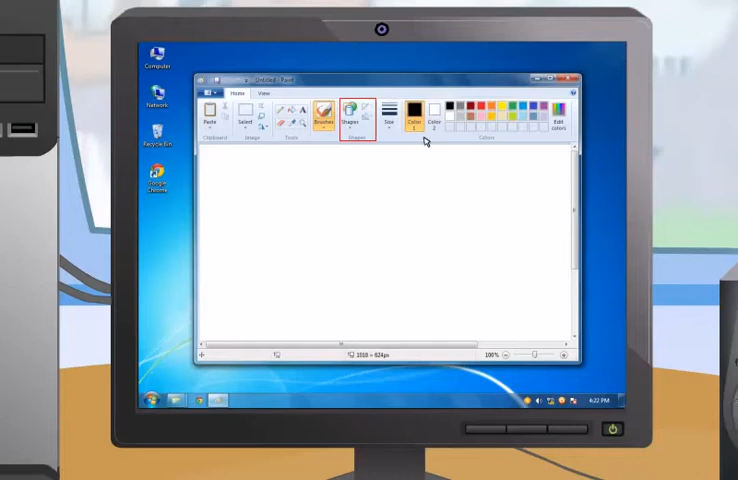 Computer
Network
Recycle Bin
Google
Chrome
Untitled - Paint
Home View
Paste
Select
Brushes
Shapes
Size
Color
1
Color
2
Edit
colors
Clipboard
Image
Tools
Shapes
Colors
1018 × 624px
100%
6:22 PM